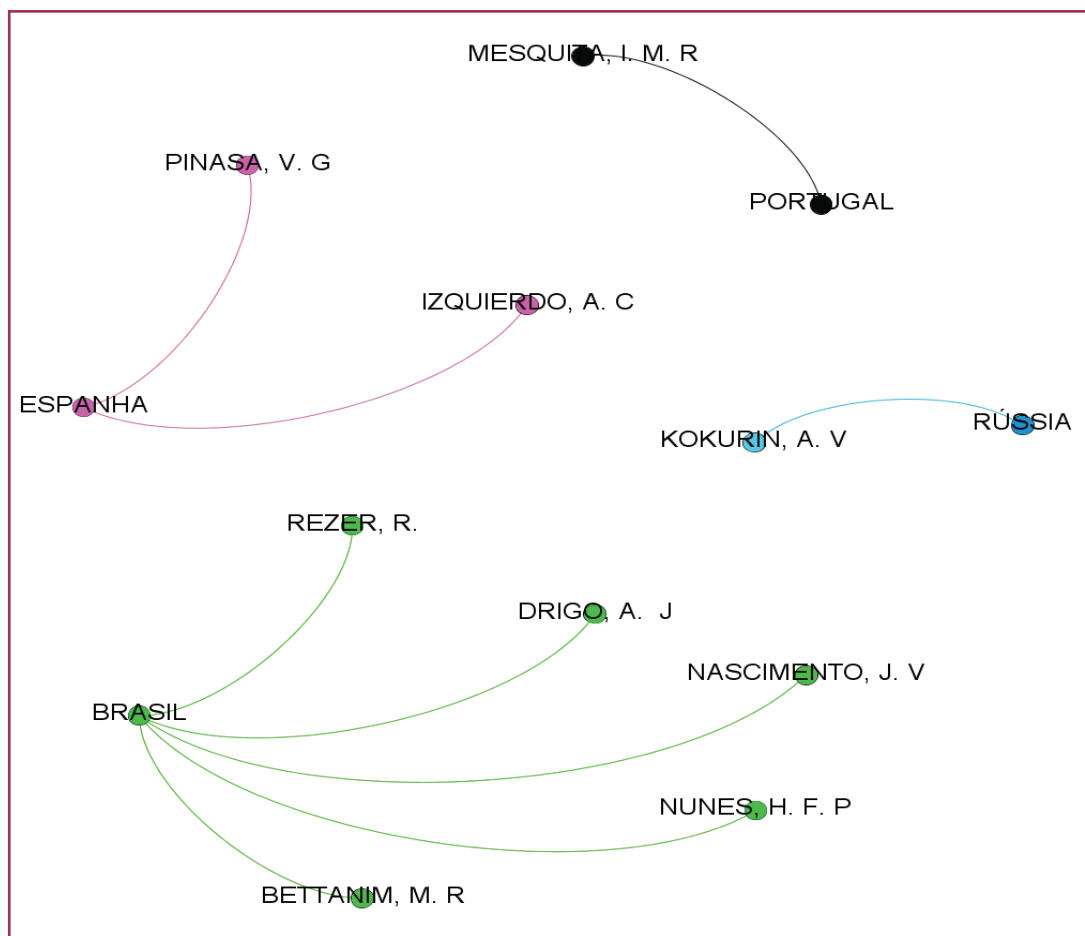 MESQUITA, I. M. R
PINASA, V. G
PORTUGAL
IZQUIERDO, A. C
ESPANHA
RÚSSIA
KOKURIN, A. V
REZER, R.
DRIGO, A. J
NASCIMENTO, J. V
BRASIL
NUNES, H. F. P
BETTANIM, M. R